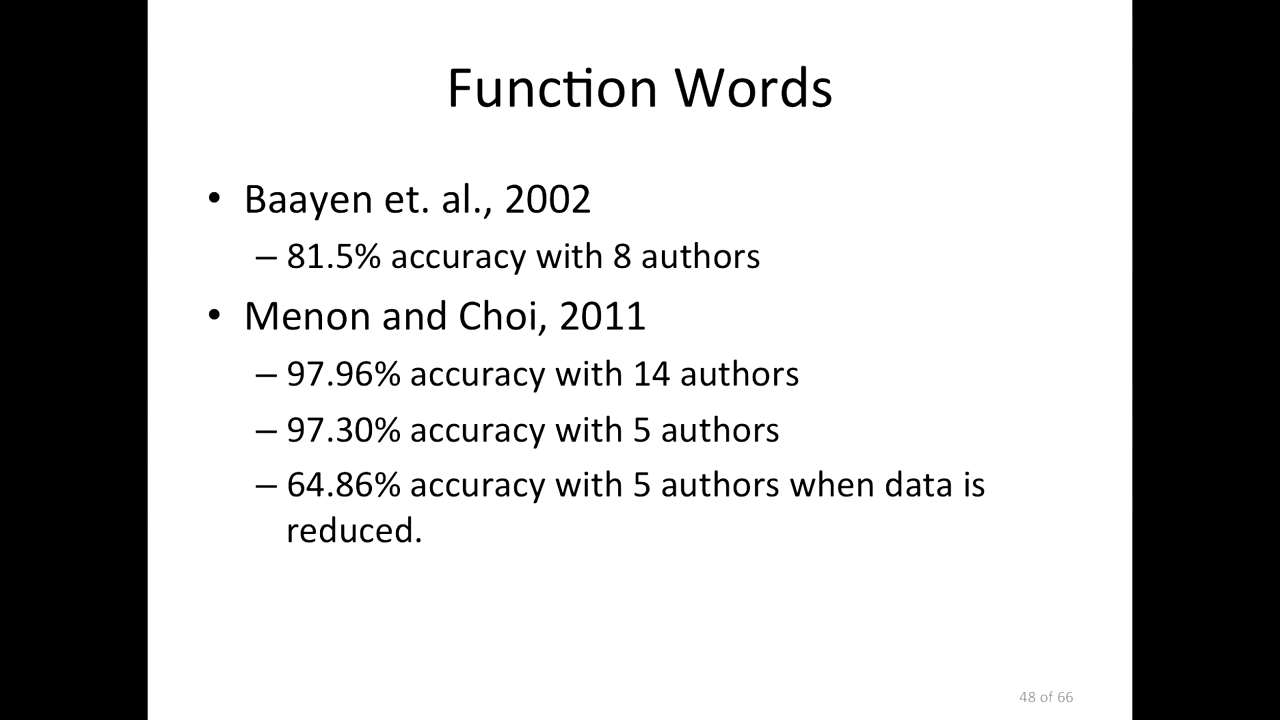 Function Words
• Baayen et. al., 2002
– 81.5% accuracy with 8 authors
• Menon and Choi, 2011
– 97.96% accuracy with 14 authors
– 97.30% accuracy with 5 authors
– 64.86% accuracy with 5 authors when data is
reduced.
48 of 66